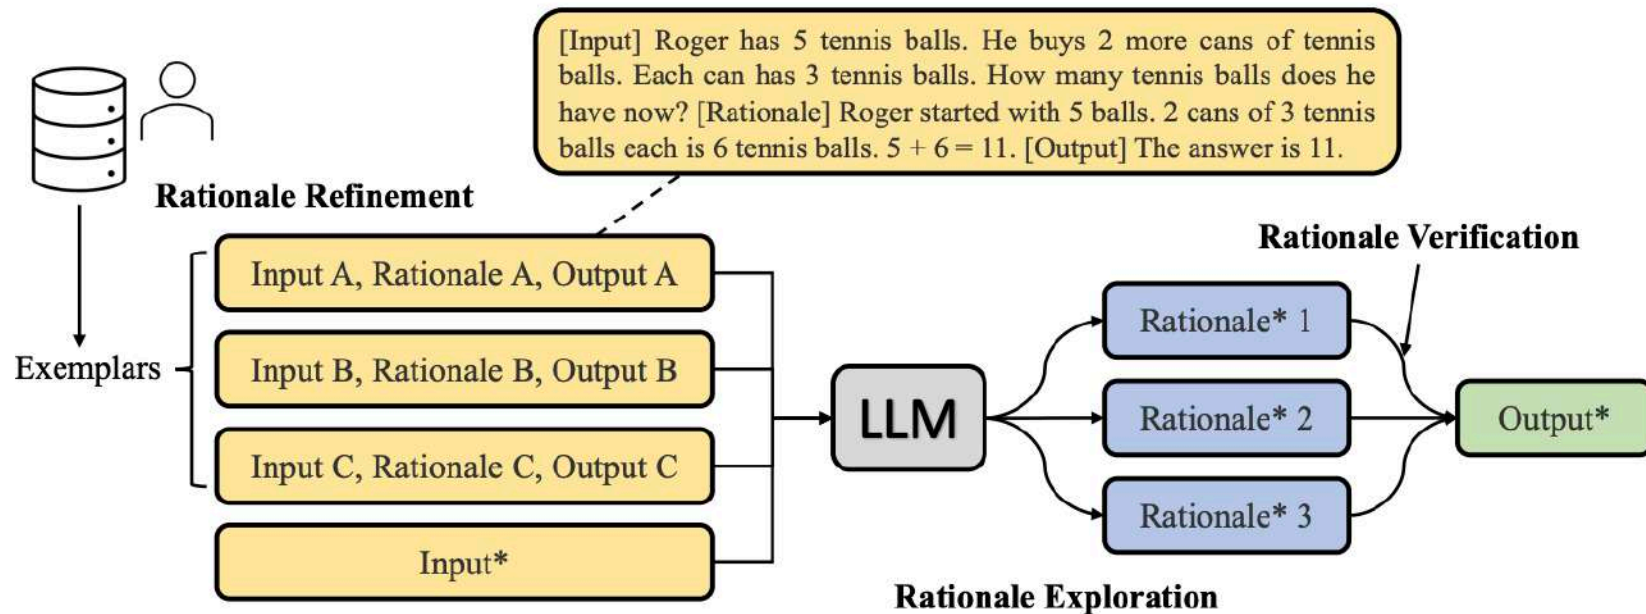 [Input] Roger has 5 tennis balls. He buys 2 more cans of tennis
balls. Each can has 3 tennis balls. How many tennis balls does he
have now? [Rationale] Roger started with 5 balls. 2 cans of 3 tennis
balls each is 6 tennis balls. 5 + 6 = 11. [Output] The answer is 11.
Rationale Refinement
Exemplars
Input A, Rationale A, Output A
Input B, Rationale B, Output B
Input C, Rationale C, Output C
Input*
LLM
Rationale Exploration
Rationale* 1
Rationale* 2
Rationale* 3
Rationale Verification
Output*